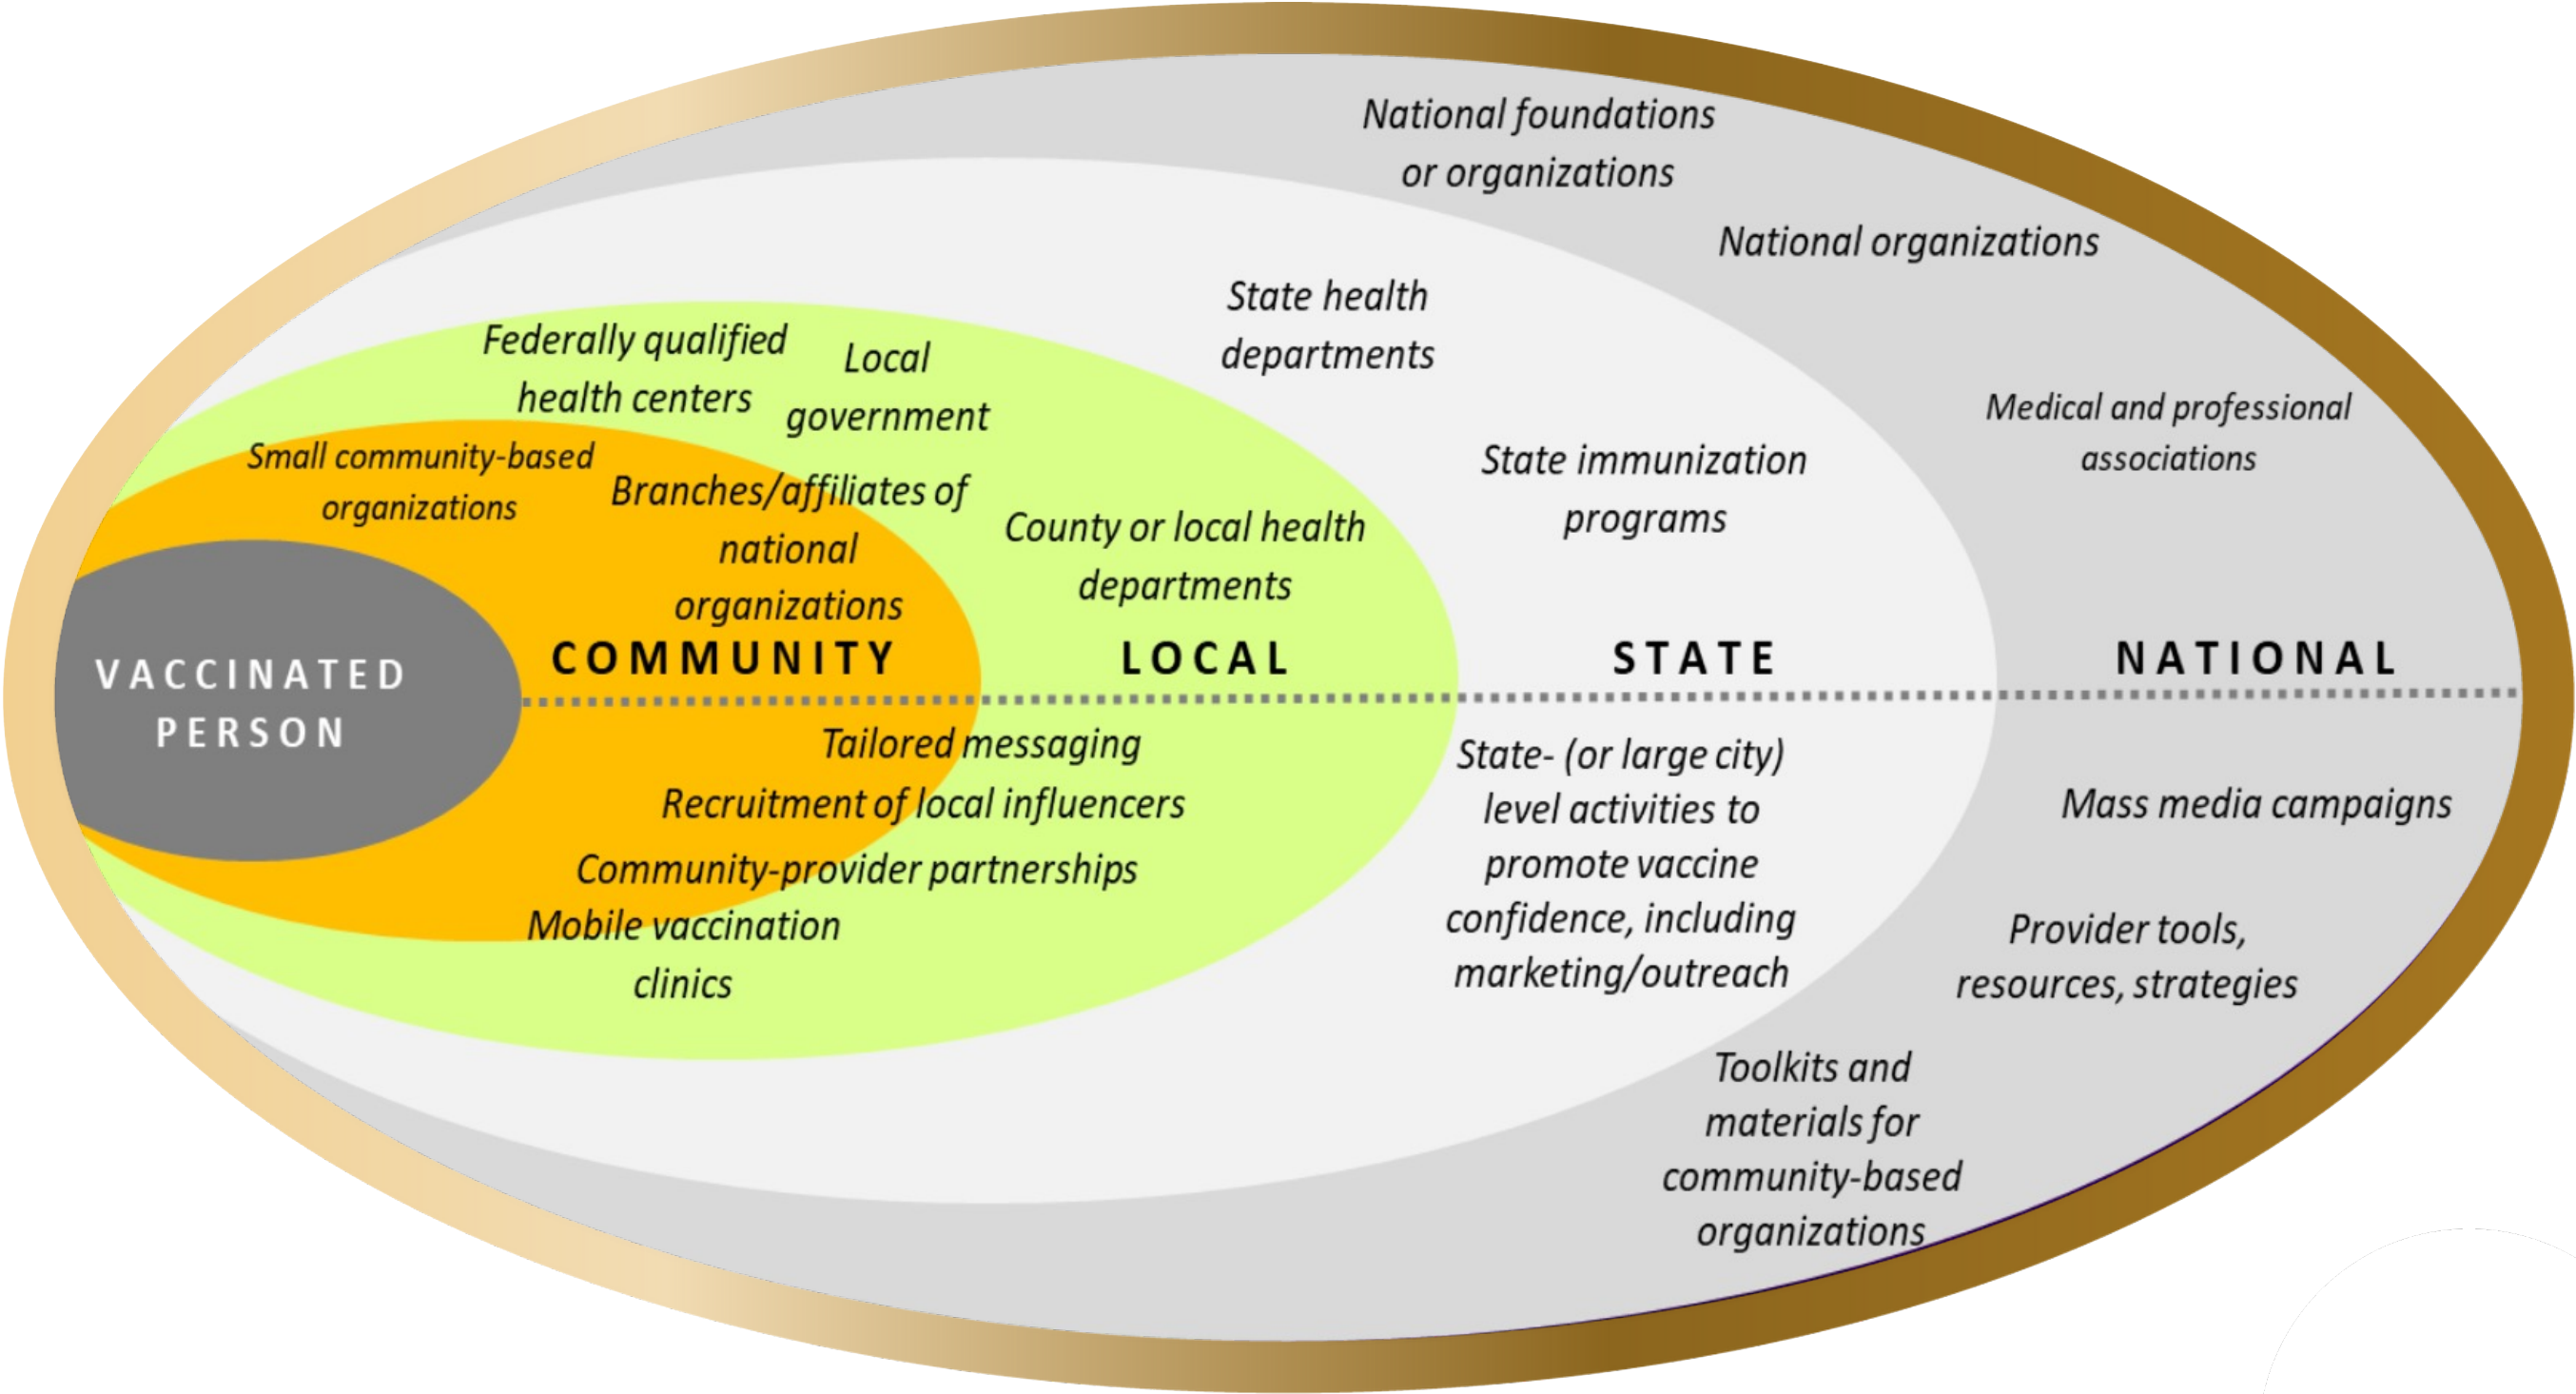 National foundations
or organizations
National organizations
State health
departments
Federally qualified
health centers
Local
government
Medical and professional
associations
Small community-based
organizations
Branches/affiliates of
national
organizations
State immunization
programs
County or local health
departments
VACCINATED
PERSON
COMMUNITY
LOCAL
STATE
NATIONAL
Tailored messaging
Recruitment of local influencers
Community-provider partnerships
Mobile vaccination
clinics
State- (or large city)
level activities to
promote vaccine
confidence, including
marketing/outreach
Mass media campaigns
Provider tools,
resources, strategies
Toolkits and
materials for
community-based
organizations